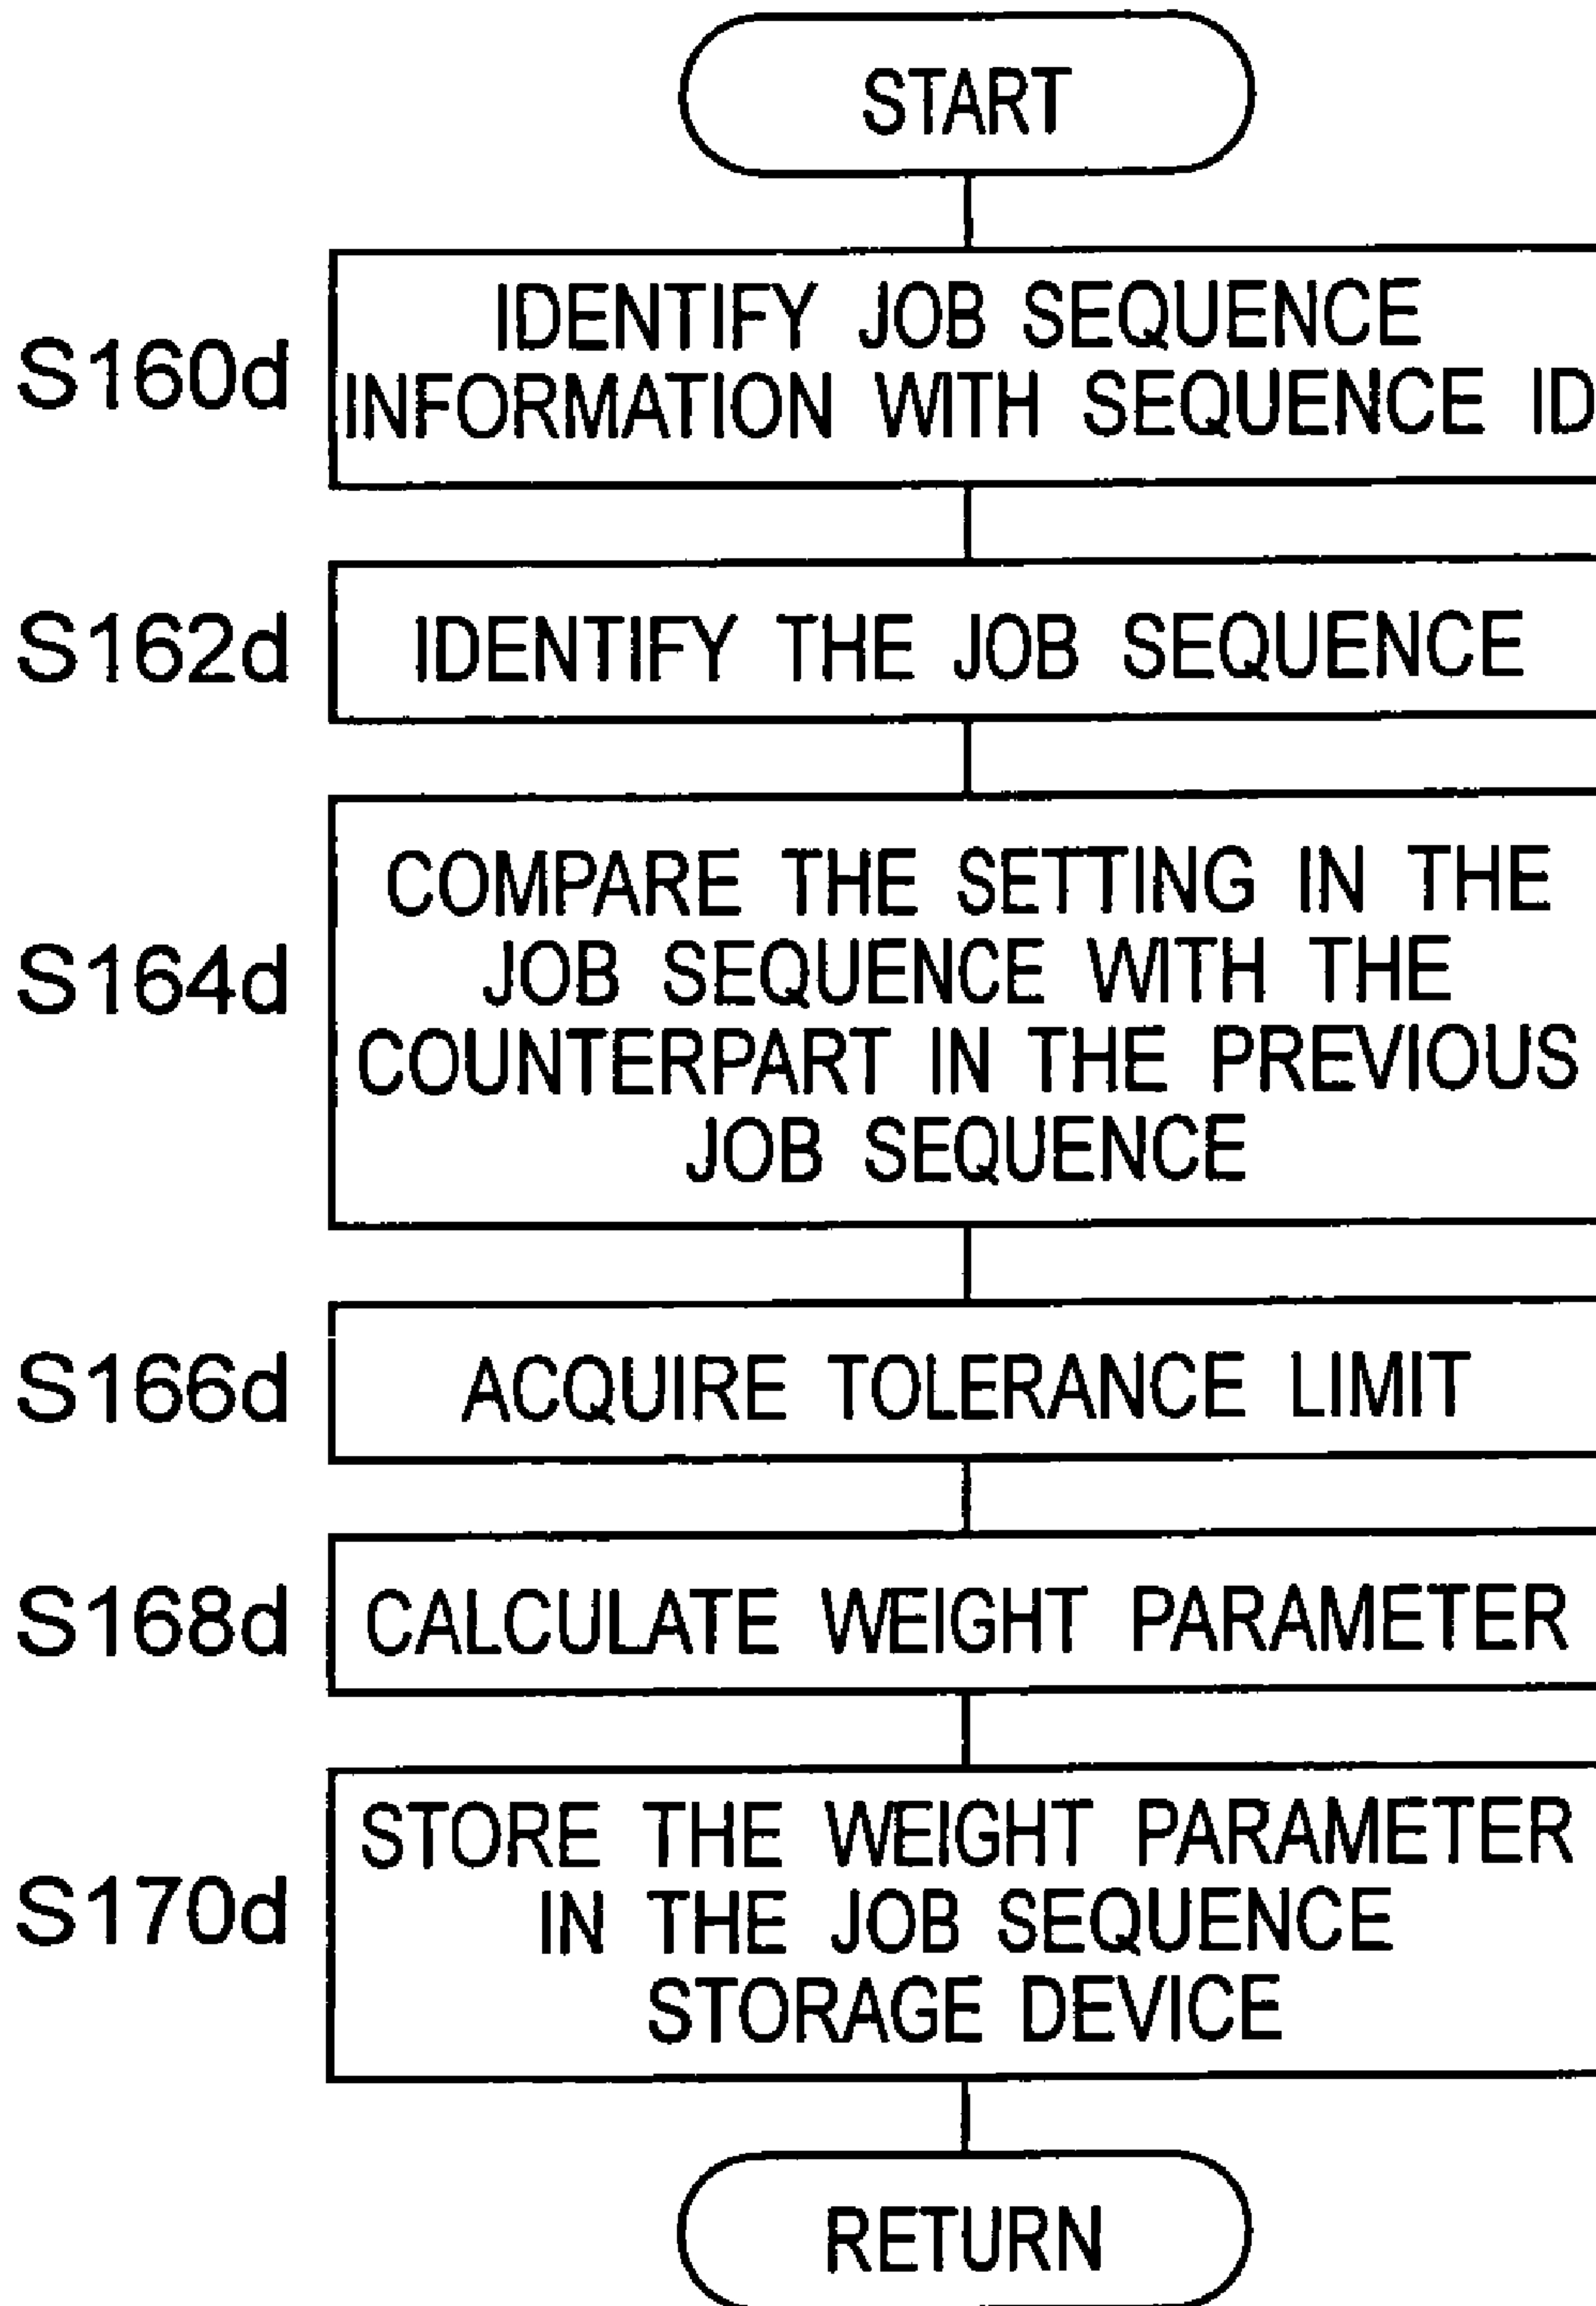 START
S160d
IDENTIFY JOB SEQUENCE
INFORMATION WITH SEQUENCE ID
S162d
IDENTIFY THE JOB SEQUENCE
S164d
COMPARE THE SETTING IN THE
JOB SEQUENCE WITH THE
COUNTERPART IN THE PREVIOUS
JOB SEQUENCE
S166d
ACQUIRE TOLERANCE LIMIT
S168d
CALCULATE WEIGHT PARAMETER
S170d
STORE THE WEIGHT PARAMETER
IN THE JOB SEQUENCE
STORAGE DEVICE
RETURN